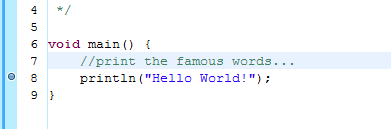 4 */
5
6 void main() {
7     //print the famous words...
8     println("Hello World!");
9 }